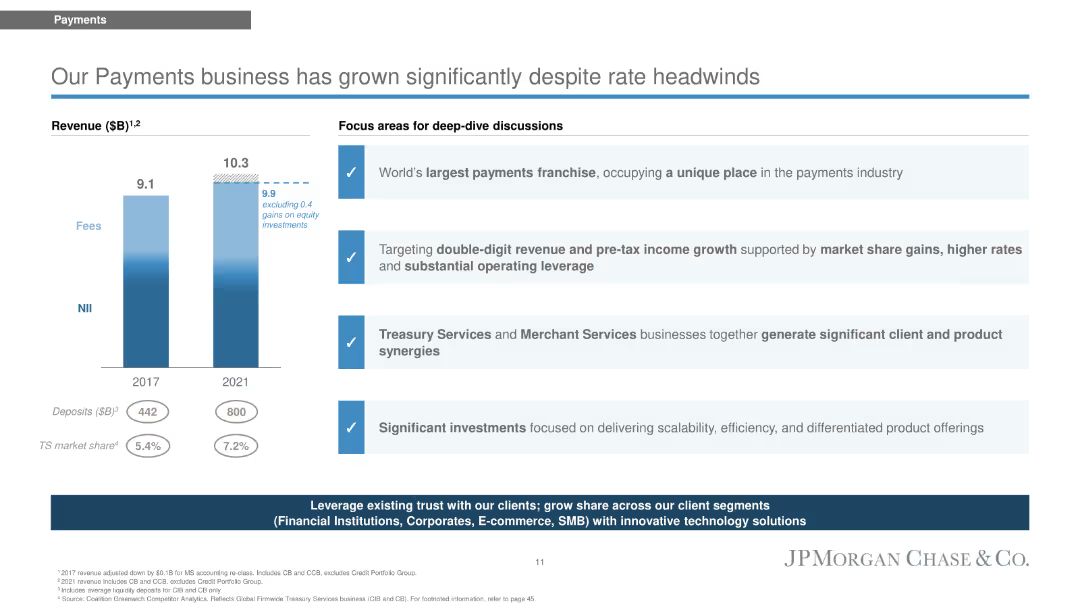 Payments
Our Payments business has grown significantly despite rate headwinds
Revenue ($B)1,2
10.3
9.1
9.9
excluding 0.4
gains on equity
investments
Fees
NII
2017
2021
Deposits ($B)3
442
800
TS market share4
5.4%
7.2%
Focus areas for deep-dive discussions
✓
World's largest payments franchise, occupying a unique place in the payments industry
✓
Targeting double-digit revenue and pre-tax income growth supported by market share gains, higher rates
and substantial operating leverage
✓
Treasury Services and Merchant Services businesses together generate significant client and product
synergies
✓
Significant investments focused on delivering scalability, efficiency, and differentiated product offerings
Leverage existing trust with our clients; grow share across our client segments
(Financial Institutions, Corporates, E-commerce, SMB) with innovative technology solutions
11
JPMORGAN CHASE & CO.
1 2017 revenue adjusted down by $0.1B for MS accounting re-class. Includes CB and CCB, excludes Credit Portfolio Group.
2 2021 revenue includes CB and CCB, excludes Credit Portfolio Group.
3 Includes average liquidity deposits for CIB and CB only
4 Source: Coalition Greenwich Competitor Analytics. Reflects Global Firmwide Treasury Services business (CIB and CB). For footnoted information, refer to page 45.